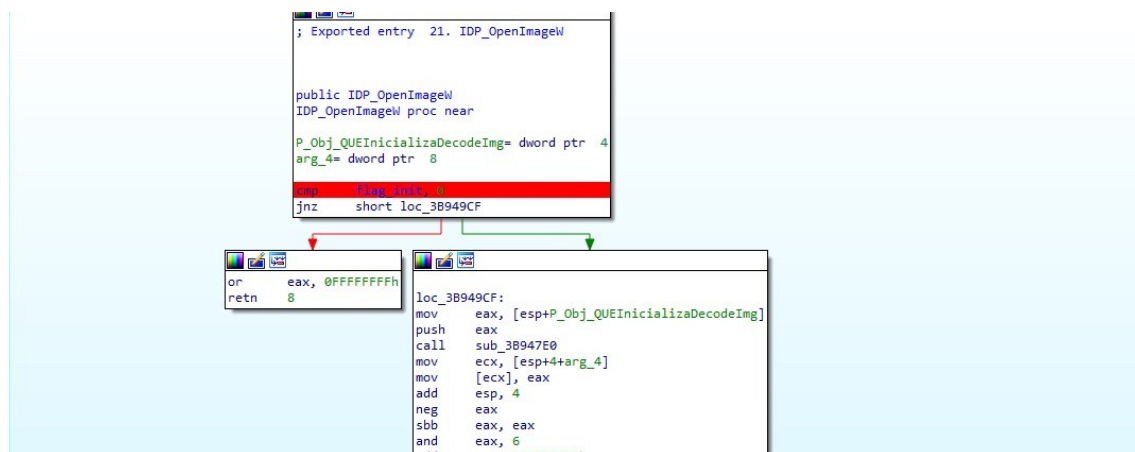 ; Exported entry  21. IDP_OpenImageW
public IDP_OpenImageW
IDP_OpenImageW proc near
P_Obj_QUEInicializaDecodeImg= dword ptr  4
arg_4= dword ptr  8
cmp     flag_init, 0
jnz     short loc_3B949CF
or      eax, 0FFFFFFFFh
retn    8
loc_3B949CF:
mov     eax, [esp+P_Obj_QUEInicializaDecodeImg]
push    eax
call    sub_3B947E0
mov     ecx, [esp+4+arg_4]
mov     [ecx], eax
add     esp, 4
neg     eax
sbb     eax, eax
and     eax, 6